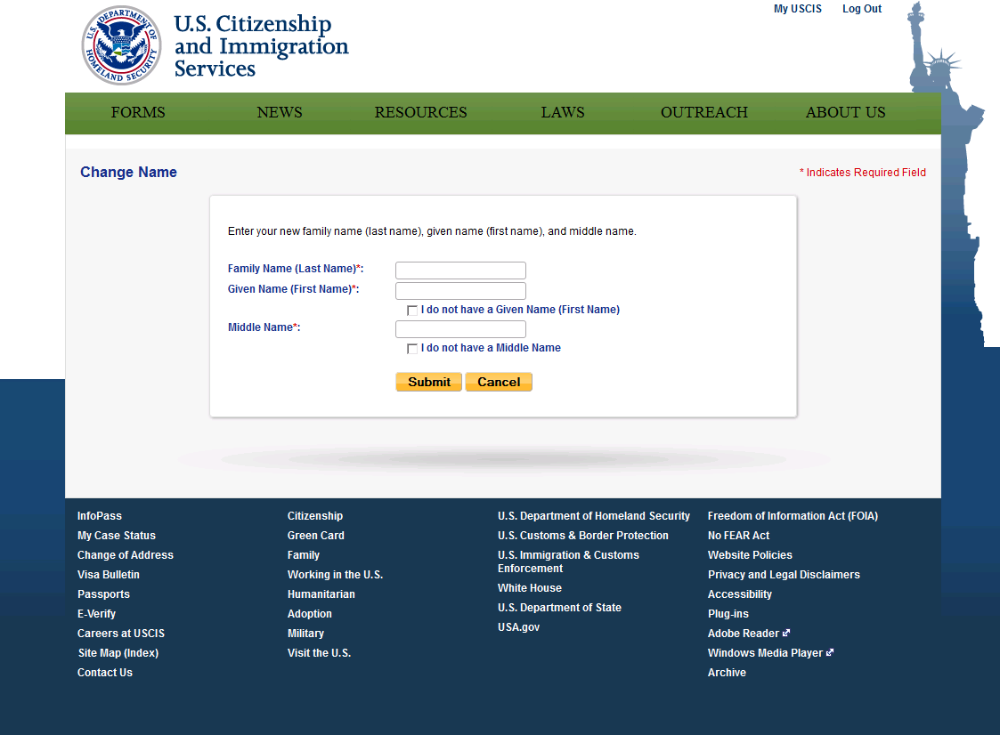 U.S. DEPARTMENT OF HOMELAND SECURITY
U.S. Citizenship
and Immigration
Services
My USCIS Log Out
FORMS NEWS RESOURCES LAWS OUTREACH ABOUT US
Change Name
* Indicates Required Field
Enter your new family name (last name), given name (first name), and middle name.
Family Name (Last Name)*:
Given Name (First Name)*:
I do not have a Given Name (First Name)
Middle Name*:
I do not have a Middle Name
Submit Cancel
InfoPass
My Case Status
Change of Address
Visa Bulletin
Passports
E-Verify
Careers at USCIS
Site Map (Index)
Contact Us
Citizenship
Green Card
Family
Working in the U.S.
Humanitarian
Adoption
Military
Visit the U.S.
U.S. Department of Homeland Security
U.S. Customs & Border Protection
U.S. Immigration & Customs
Enforcement
White House
U.S. Department of State
USA.gov
Freedom of Information Act (FOIA)
No FEAR Act
Website Policies
Privacy and Legal Disclaimers
Accessibility
Plug-ins
Adobe Reader
Windows Media Player
Archive